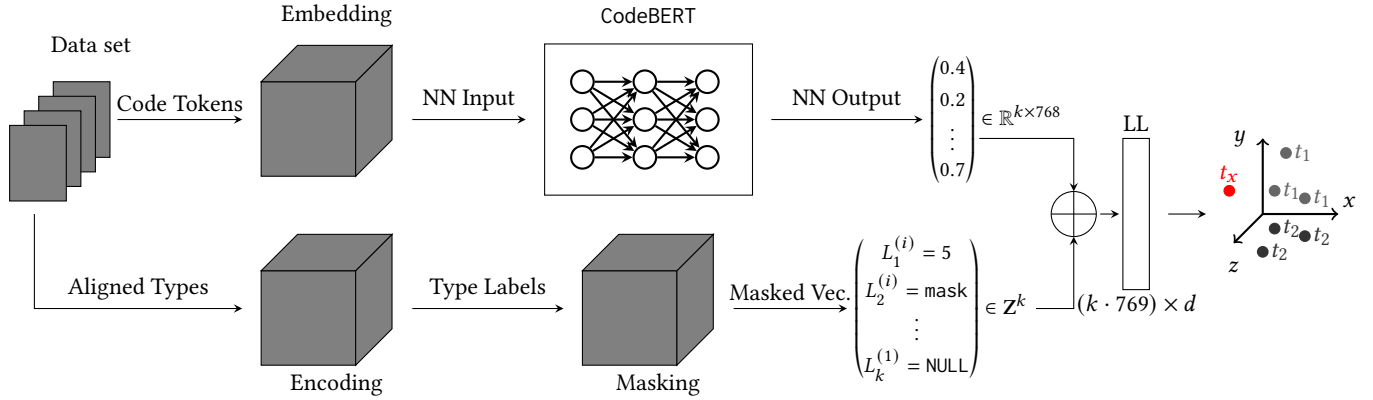 Embedding
CodeBERT
Data set
Code Tokens
NN Input
NN Output
0.4
0.2
⋮
0.7
∈ ℝ^{k×768}
LL
y
t_1
t_x
t_1
t_1
x
t_2
t_2
t_2
z
Aligned Types
Type Labels
Masked Vec.
L_1^{(i)} = 5
L_2^{(i)} = mask
⋮
L_k^{(1)} = NULL
∈ Z^k
(k · 769) × d
Encoding
Masking